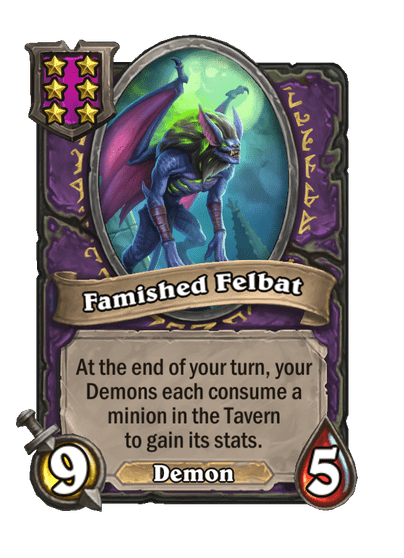 Famished Felbat
At the end of your turn, your
Demons each consume a
minion in the Tavern
to gain its stats.
9
Demon
5